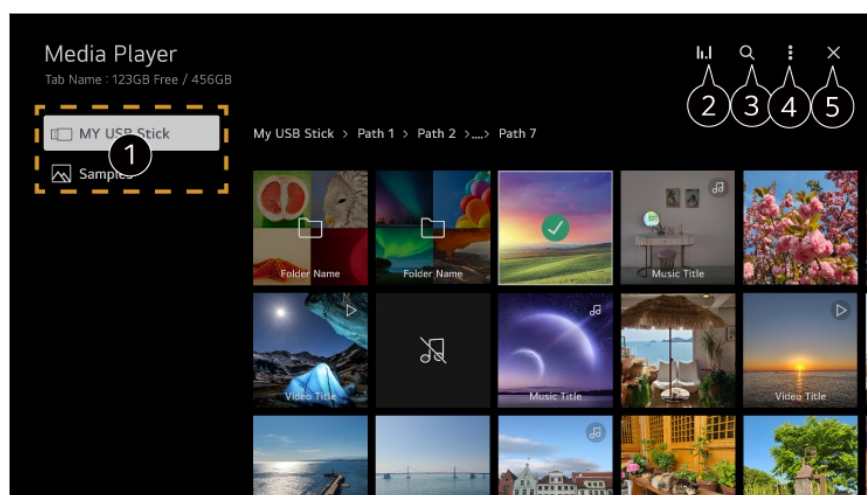 Media Player
Tab Name : 123GB Free / 456GB
2 3 4 5
MY USB Stick
1
Samples
My USB Stick > Path 1 > Path 2 >....> Path 7
Folder Name
Folder Name
Music Title
Video Title
Music Title
Video Title